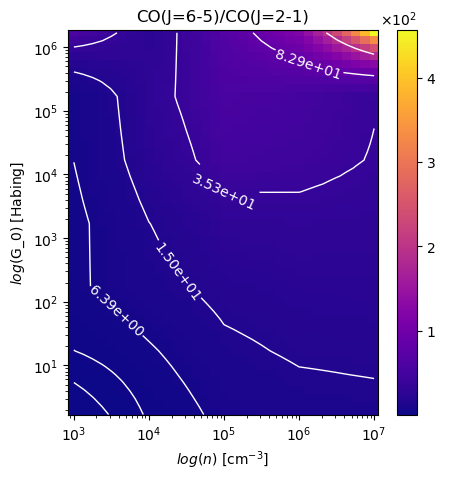 CO(J=6-5)/CO(J=2-1)
×10²
10⁶
10⁵
10⁴
10³
10²
10¹
log(G_0) [Habing]
8.29e+01
3.53e+01
1.50e+01
6.39e+00
4
3
2
1
10³
10⁴
10⁵
10⁶
10⁷
log(n) [cm⁻³]